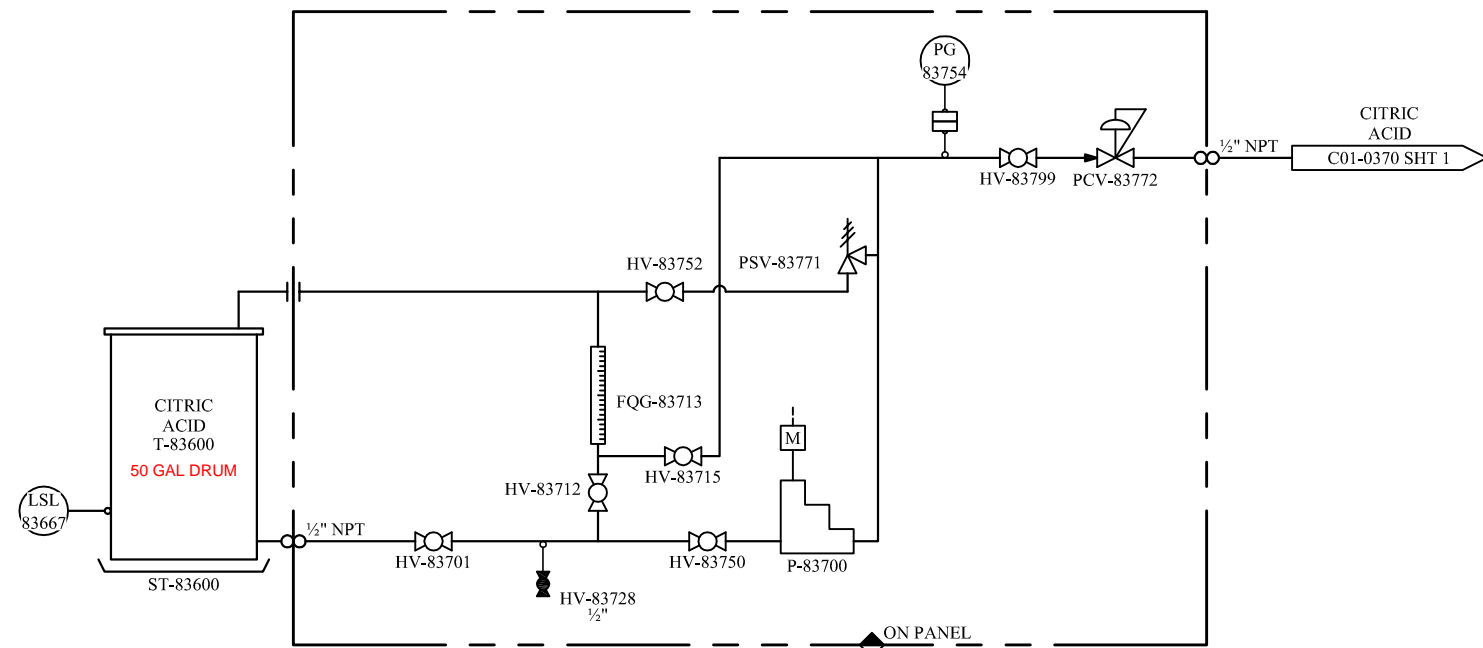 PG
83754
CITRIC
ACID
½" NPT
C01-0370 SHT 1
HV-83799
PCV-83772
HV-83752
PSV-83771
CITRIC
ACID
T-83600
50 GAL DRUM
FQG-83713
M
HV-83715
LSL
83667
HV-83712
½" NPT
HV-83701
HV-83750
P-83700
ST-83600
HV-83728
½"
ON PANEL